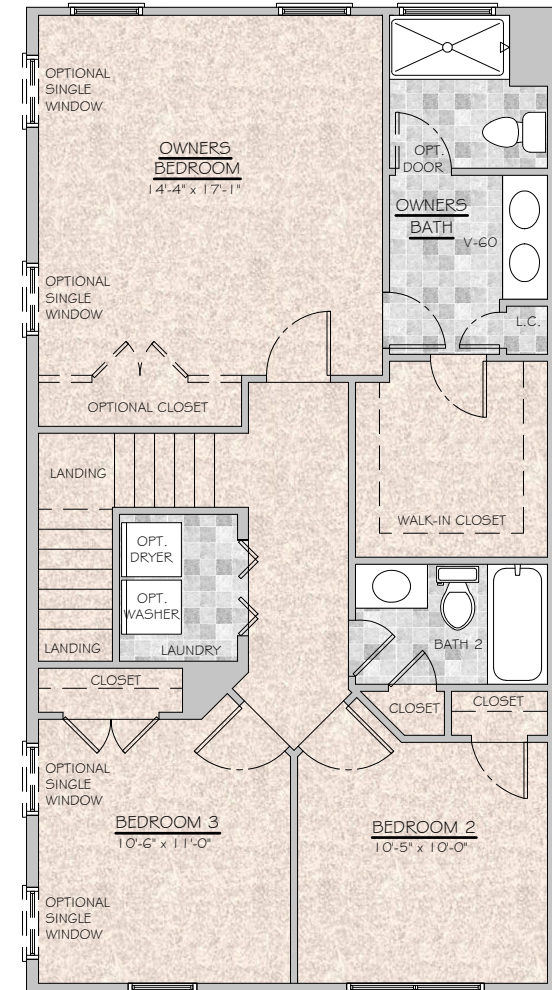 OPTIONAL
SINGLE
WINDOW
OWNERS
BEDROOM
14'-4" x 17'-1"
OPT.
DOOR
OWNERS
BATH
V-60
OPTIONAL
SINGLE
WINDOW
L.C.
OPTIONAL CLOSET
LANDING
WALK-IN CLOSET
OPT.
DRYER
OPT.
WASHER
LANDING
LAUNDRY
BATH 2
CLOSET
CLOSET
CLOSET
OPTIONAL
SINGLE
WINDOW
BEDROOM 3
10'-6" x 11'-0"
BEDROOM 2
10'-5" x 10'-0"
OPTIONAL
SINGLE
WINDOW